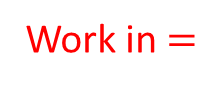 Work in =